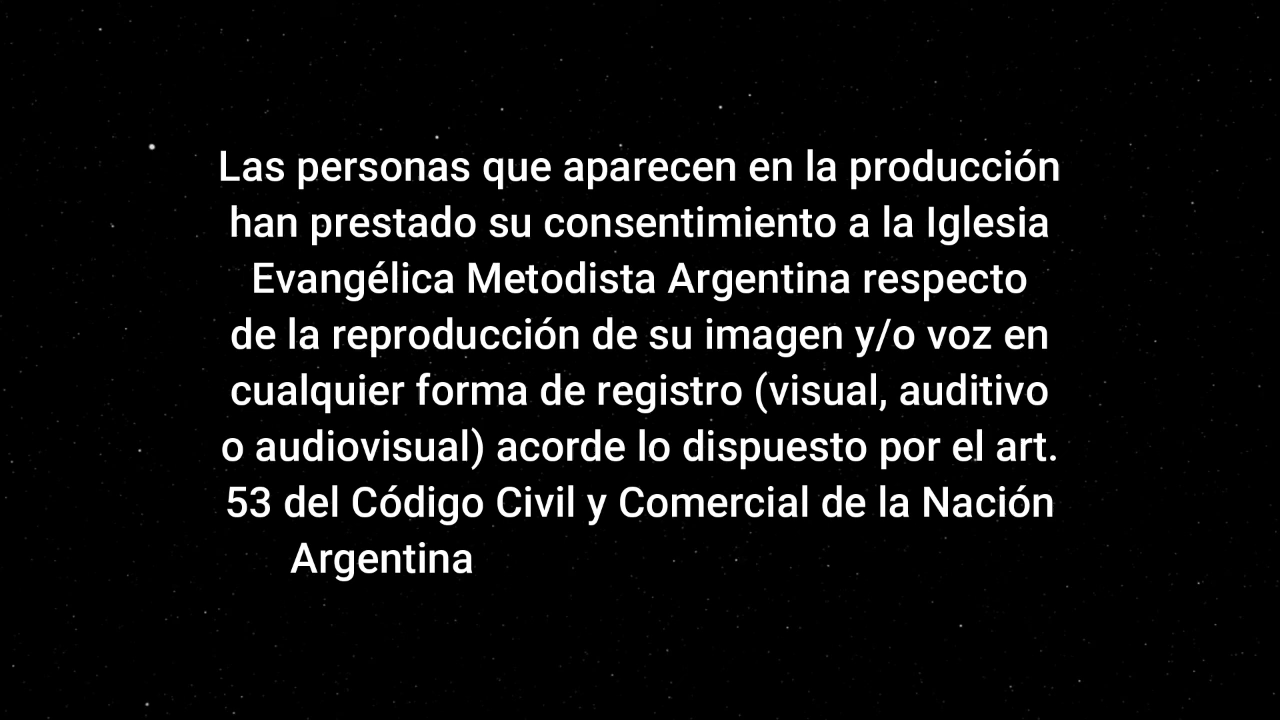 Las personas que aparecen en la producción
han prestado su consentimiento a la Iglesia
Evangélica Metodista Argentina respecto
de la reproducción de su imagen y/o voz en
cualquier forma de registro (visual, auditivo
o audiovisual) acorde lo dispuesto por el art.
53 del Código Civil y Comercial de la Nación
Argentina